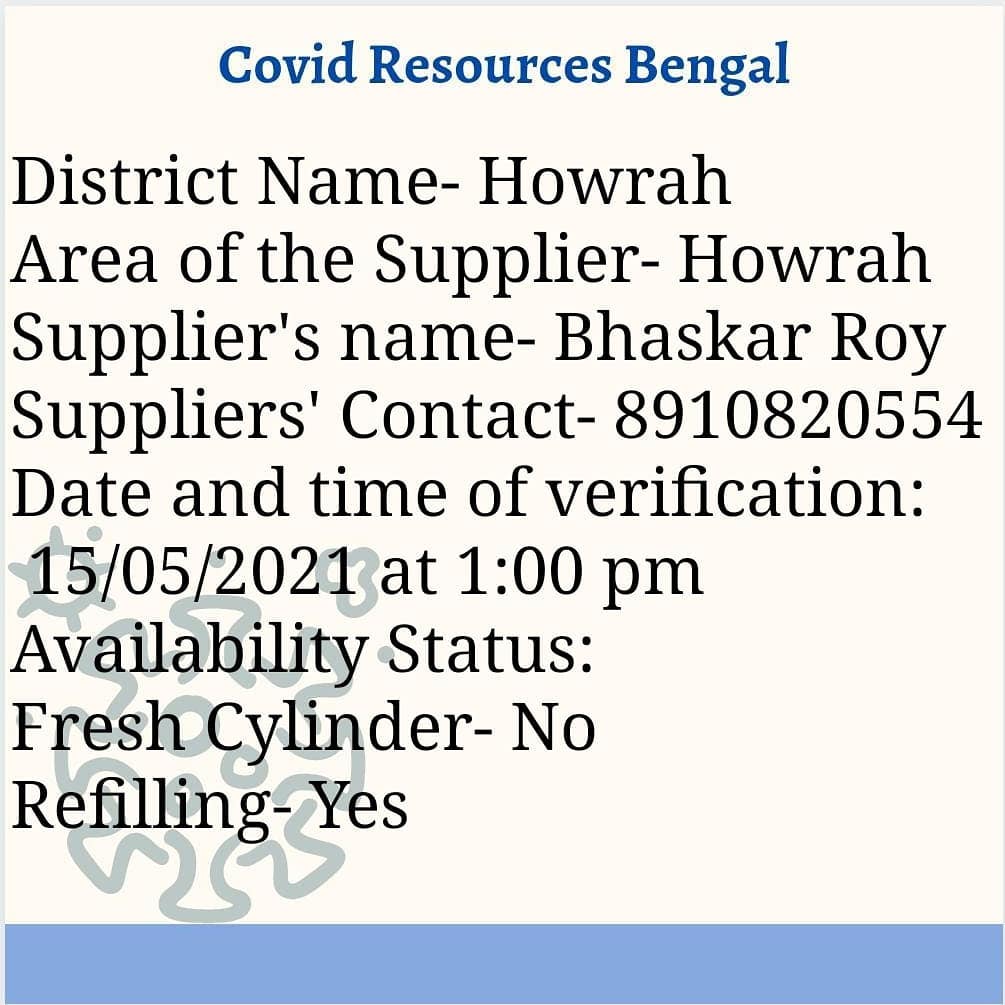 Covid Resources Bengal
District Name- Howrah
Area of the Supplier- Howrah
Supplier's name- Bhaskar Roy
Suppliers' Contact- 8910820554
Date and time of verification:
15/05/2021 at 1:00 pm
Availability Status:
Fresh Cylinder- No
Refilling- Yes